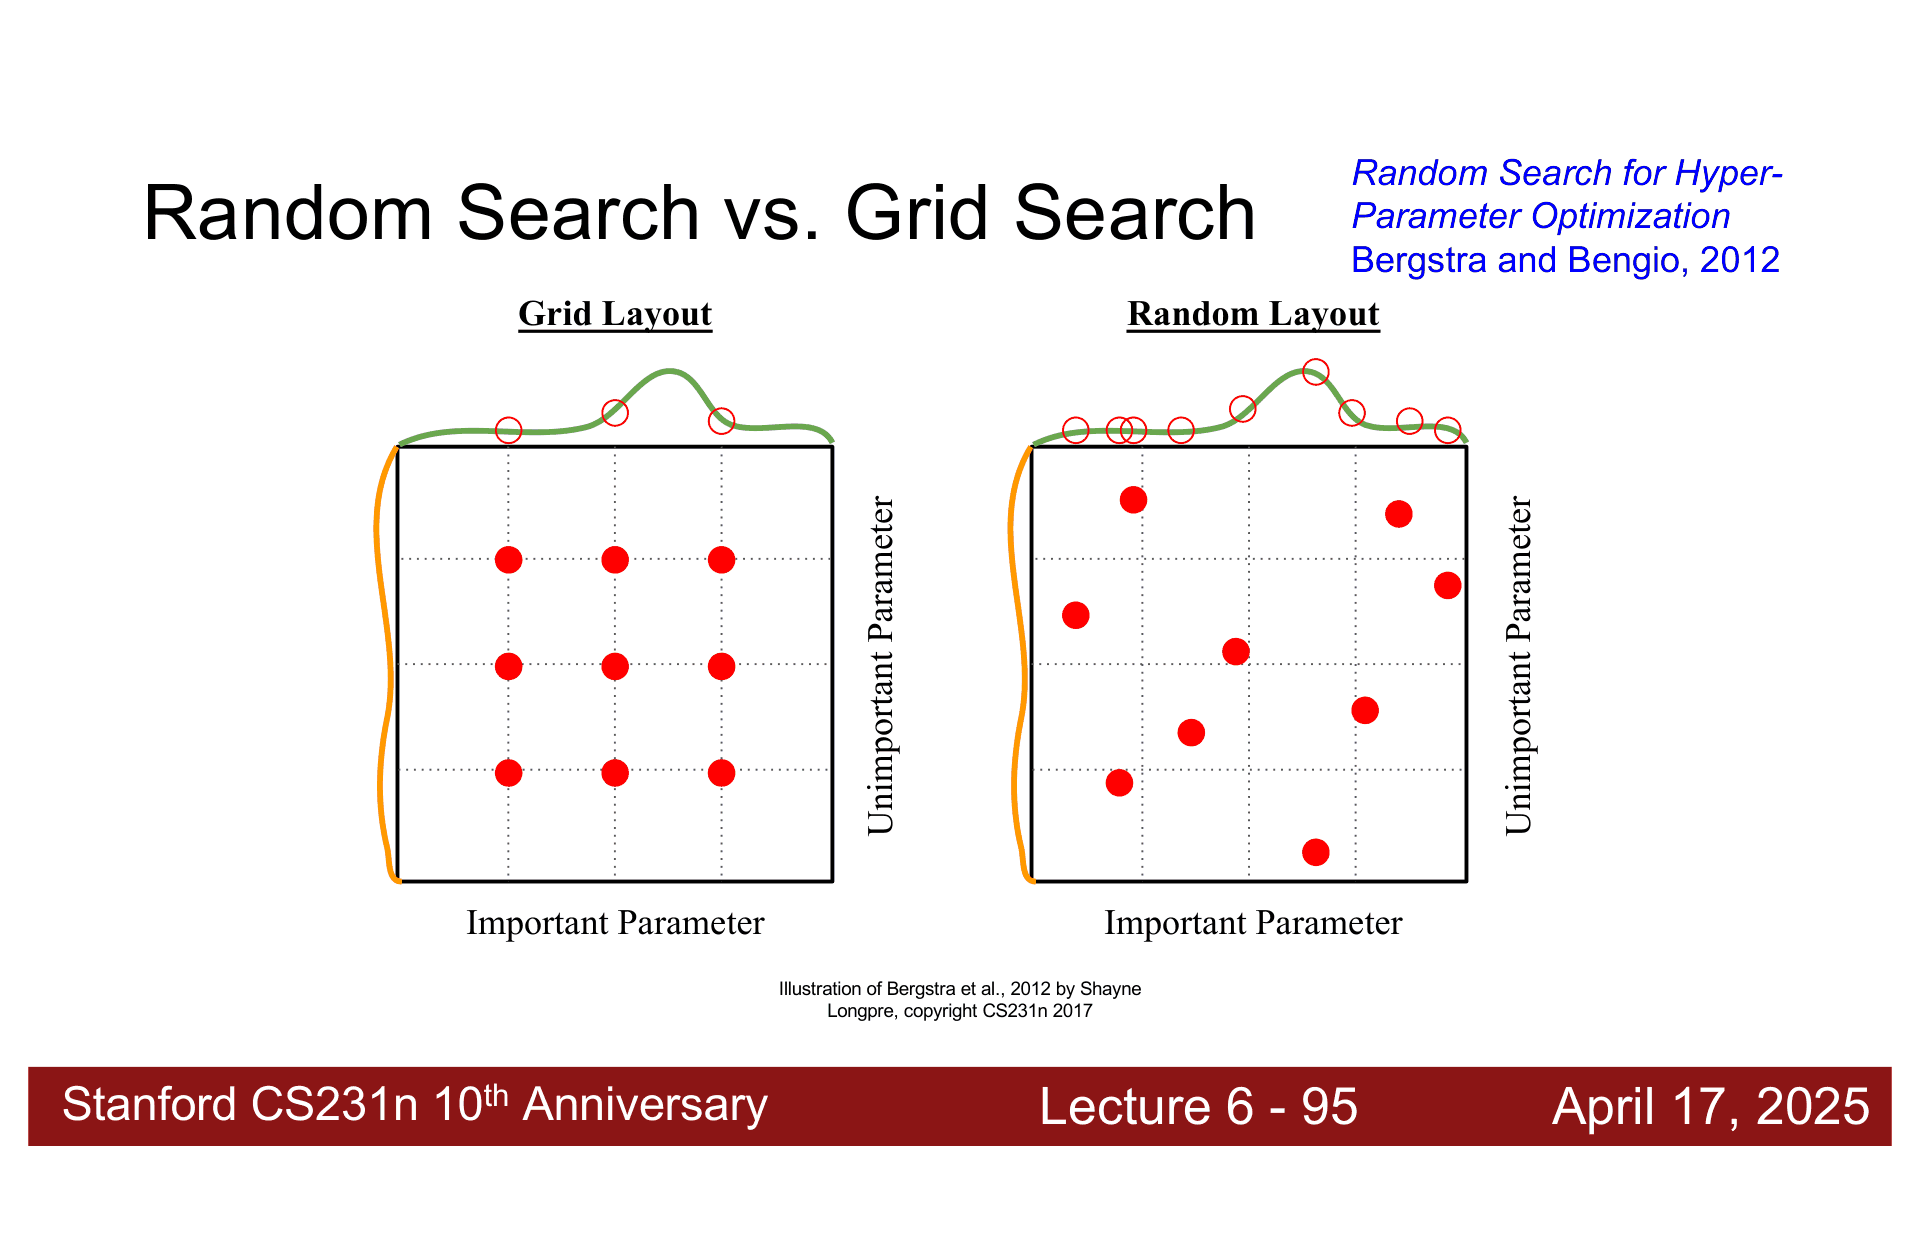 Random Search vs. Grid Search
Random Search for Hyper-
Parameter Optimization
Bergstra and Bengio, 2012
Grid Layout
Unimportant Parameter
Important Parameter
Random Layout
Unimportant Parameter
Important Parameter
Illustration of Bergstra et al., 2012 by Shayne
Longpre, copyright CS231n 2017
Stanford CS231n 10th Anniversary
Lecture 6 - 95
April 17, 2025